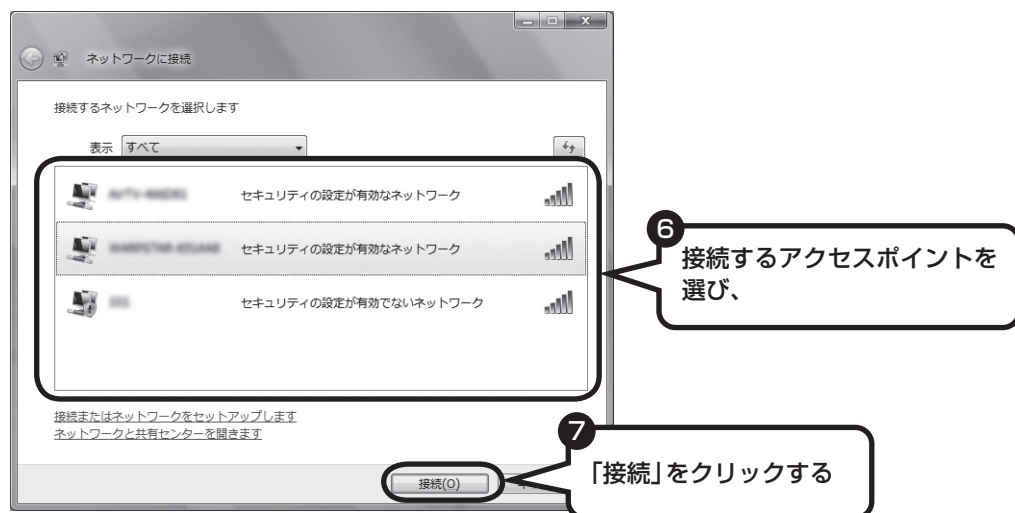 ネットワークに接続
接続するネットワークを選択します
表示 すべて
セキュリティの設定が有効なネットワーク
セキュリティの設定が有効なネットワーク
セキュリティの設定が有効でないネットワーク
❻
接続するアクセスポイントを
選び、
接続またはネットワークをセットアップします
ネットワークと共有センターを開きます
❼
「接続」をクリックする
接続(O)